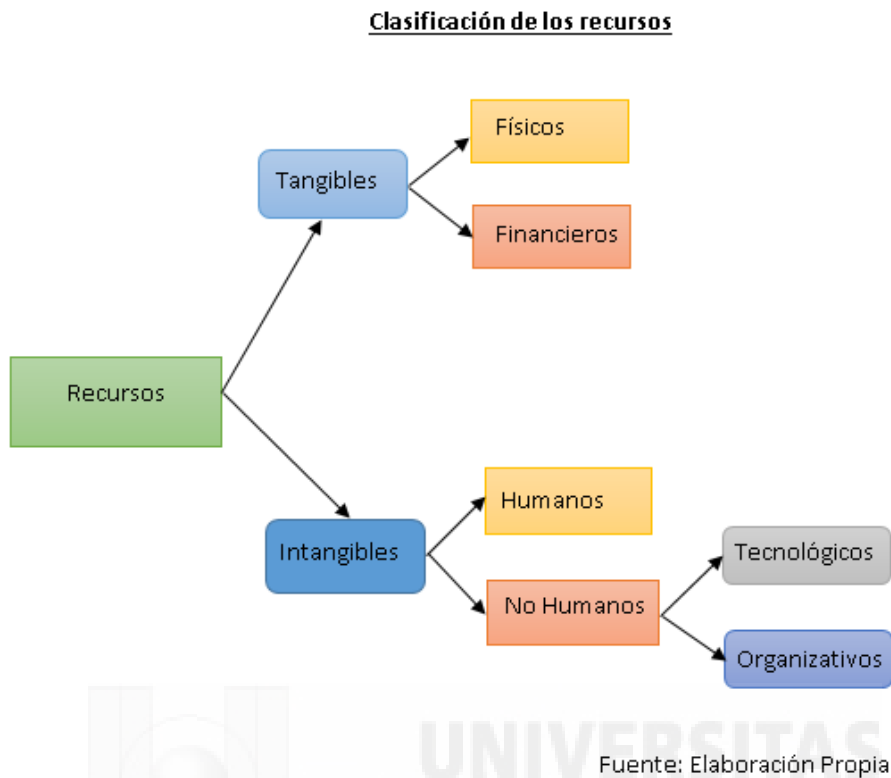 Clasificación de los recursos
Físicos
Tangibles
Financieros
Recursos
Humanos
Intangibles
Tecnológicos
No Humanos
Organizativos
UNIVERSITAS
Fuente: Elaboración Propia